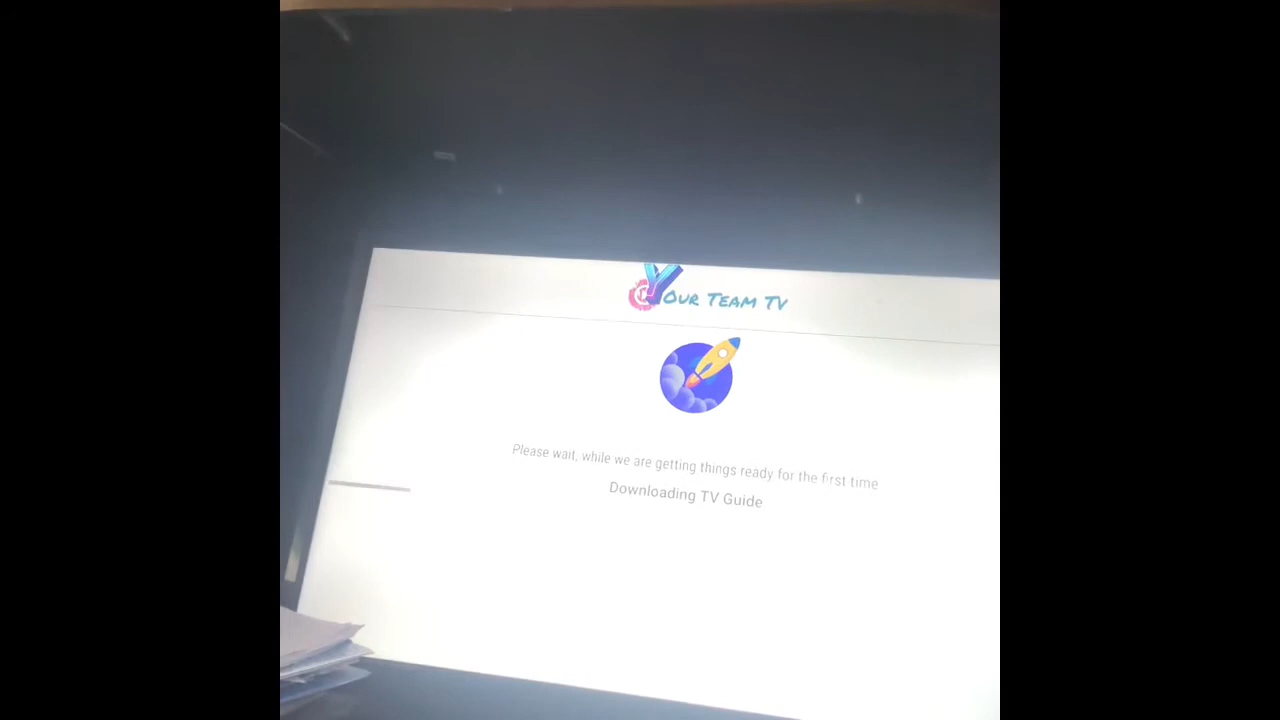 Your Team TV
Please wait, while we are getting things ready for the first time
Downloading TV Guide